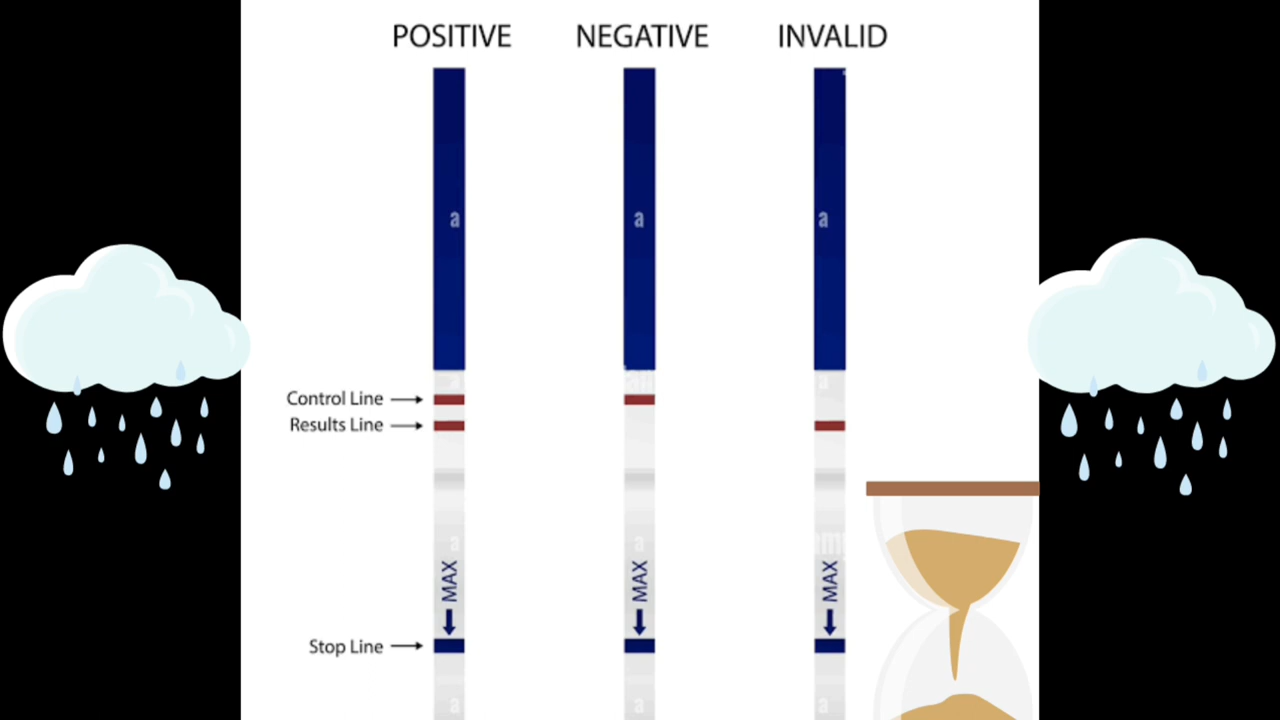 POSITIVE NEGATIVE INVALID
a a a
Control Line
Results Line
MAX MAX MAX
Stop Line